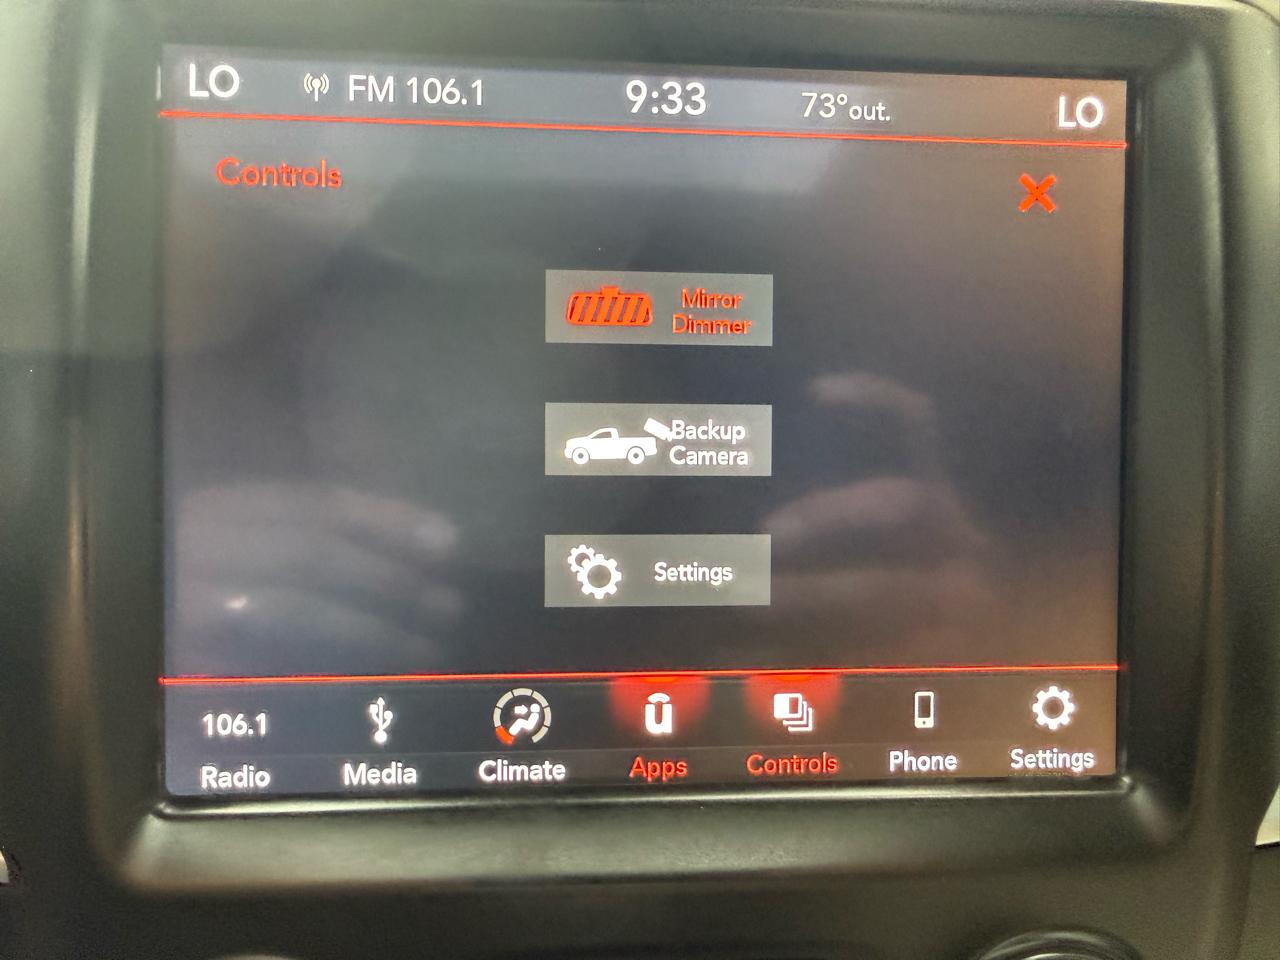 LO FM 106.1 9:33 73°out. LO
Controls
Mirror
Dimmer
Backup
Camera
Settings
106.1
Radio Media Climate Apps Controls Phone Settings